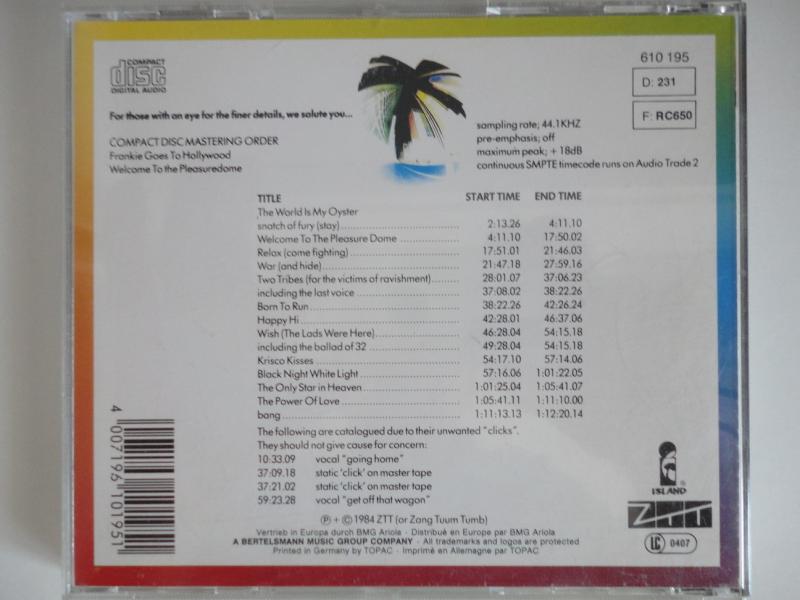 COMPACT
disc
DIGITAL AUDIO
610 195
D: 231
F: RC650
For those with an eye for the finer details, we salute you...
COMPACT DISC MASTERING ORDER
Frankie Goes To Hollywood
Welcome To the Pleasuredome
sampling rate; 44.1KHZ
pre-emphasis; off
maximum peak; + 18dB
continuous SMPTE timecode runs on Audio Trade 2
TITLE START TIME END TIME
The World Is My Oyster
snatch of fury (stay) 2:13.26 4:11.10
Welcome To The Pleasure Dome 4:11.10 17:50.02
Relax (come fighting) 17:51.01 21:46.03
War (and hide) 21:47.18 27:59.16
Two Tribes (for the victims of ravishment) 28:01.07 37:06.23
including the last voice 37:08.02 38:22.26
Born To Run 38:22.26 42:26.24
Happy Hi 42:28.01 46:37.06
Wish (The Lads Were Here) 46:28.04 54:15.18
including the ballad of 32 49:28.04 54:15.18
Krisco Kisses 54:17.10 57:14.06
Black Night White Light 57:16.06 1:01:22.05
The Only Star in Heaven 1:01:25.04 1:05:41.07
The Power Of Love 1:05:41.11 1:11:10.00
bang 1:11:13.13 1:12:20.14
The following are catalogued due to their unwanted "clicks".
They should not give cause for concern:
10:33.09 vocal "going home"
37:09.18 static 'click' on master tape
37:21.02 static 'click' on master tape
59:23.28 vocal "get off that wagon"
Ⓟ + © 1984 ZTT (or Zang Tuum Tumb)
Vertrieb in Europa durch BMG Ariola · Distribué en Europe par BMG Ariola
A BERTELSMANN MUSIC GROUP COMPANY · All trademarks and logos are protected
Printed in Germany by TOPAC · Imprimé en Allemagne par TOPAC
4 007196 101951
ISLAND
ZTT
LC 0407